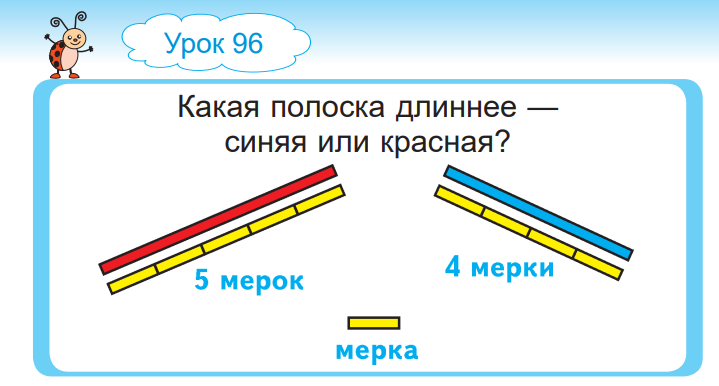 Урок 96
Какая полоска длиннее —
синяя или красная?
5 мерок
4 мерки
мерка